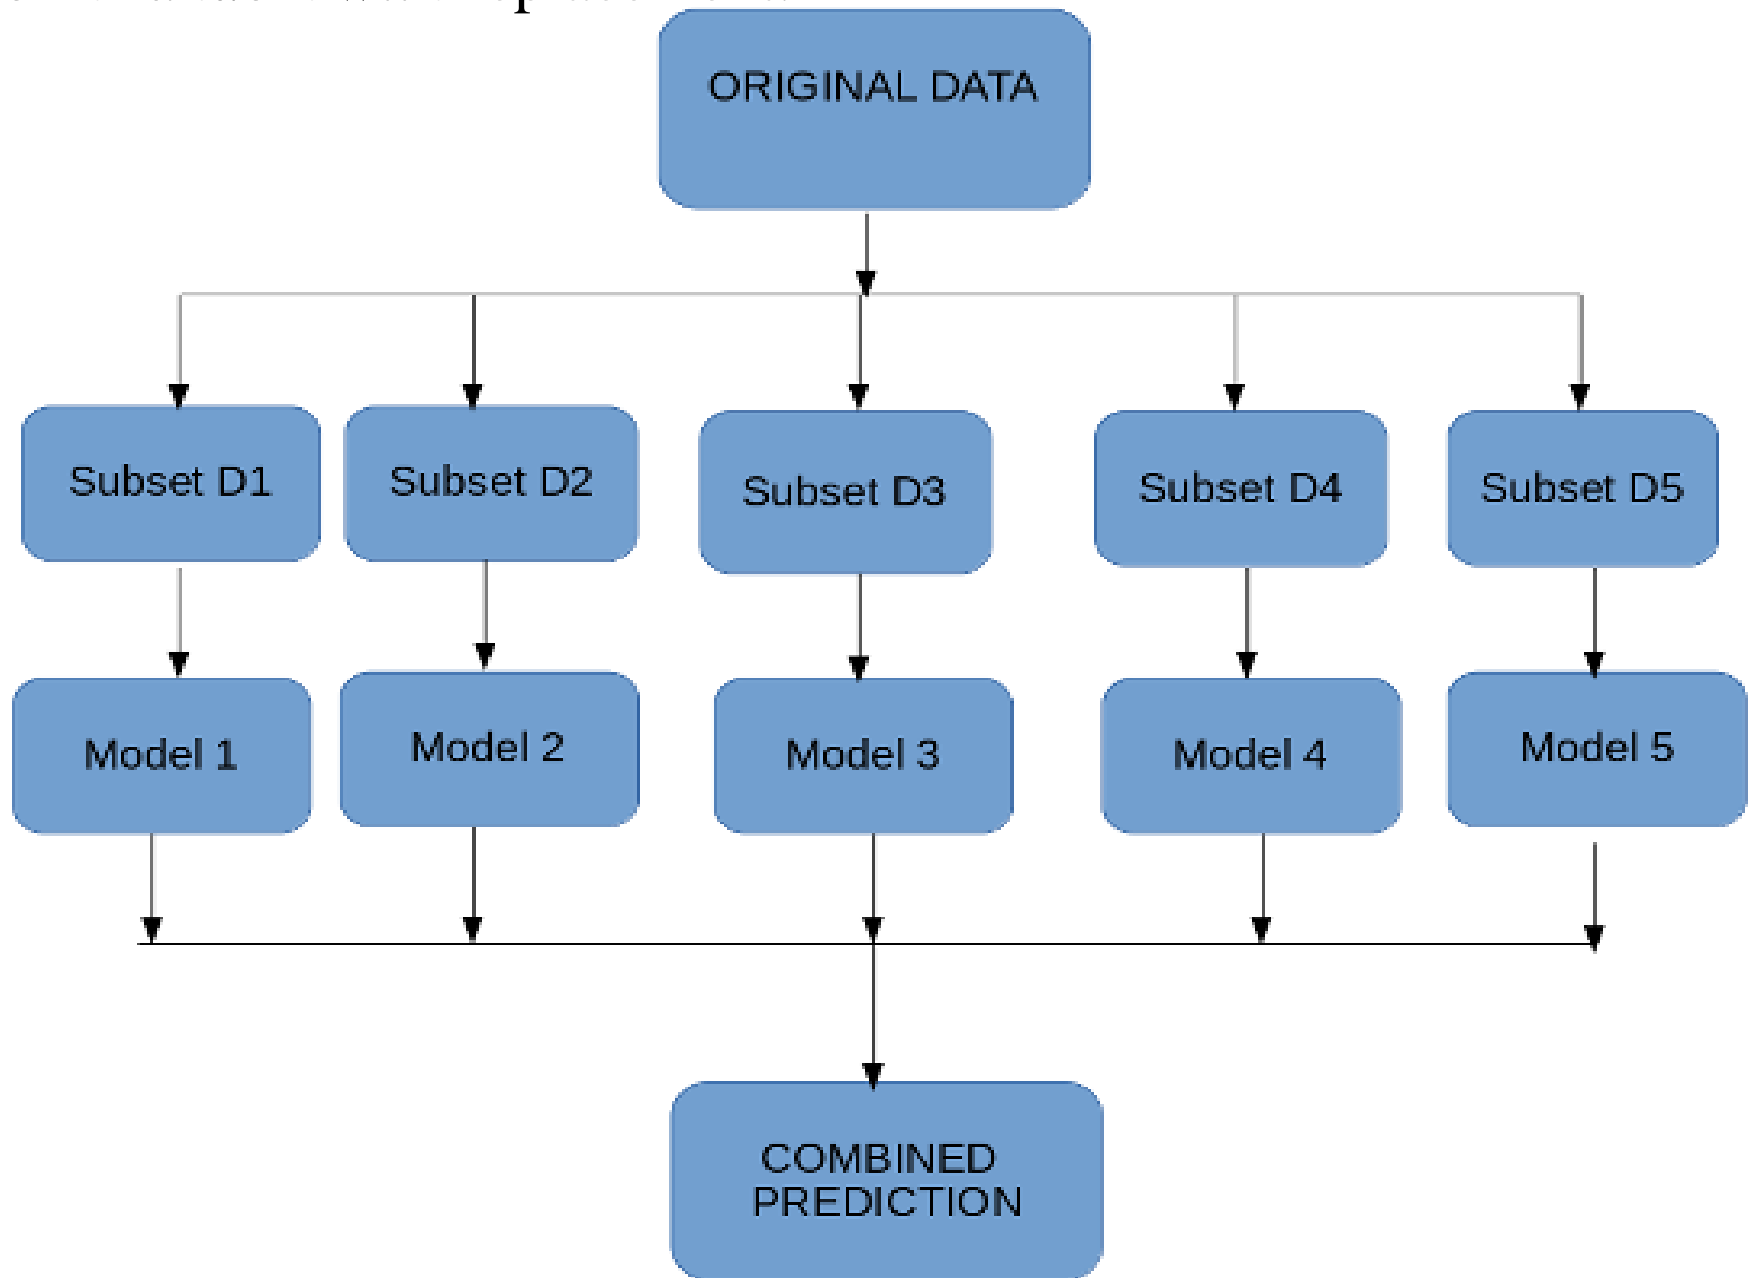 ORIGINAL DATA
Subset D1
Subset D2
Subset D3
Subset D4
Subset D5
Model 1
Model 2
Model 3
Model 4
Model 5
COMBINED
PREDICTION